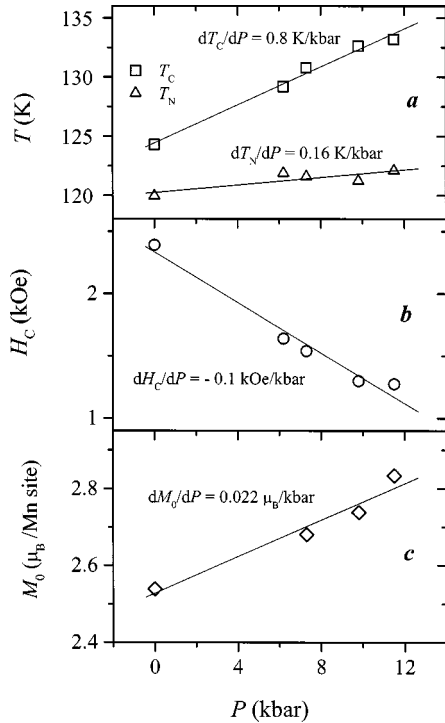 135
130
125
120
T (K)
dT_C/dP = 0.8 K/kbar
T_C
T_N
a
dT_N/dP = 0.16 K/kbar
2
1
H_C (kOe)
b
dH_C/dP = - 0.1 kOe/kbar
2.8
2.6
2.4
M_0 (μ_B/Mn site)
dM_0/dP = 0.022 μ_B/kbar
c
0 4 8 12
P (kbar)